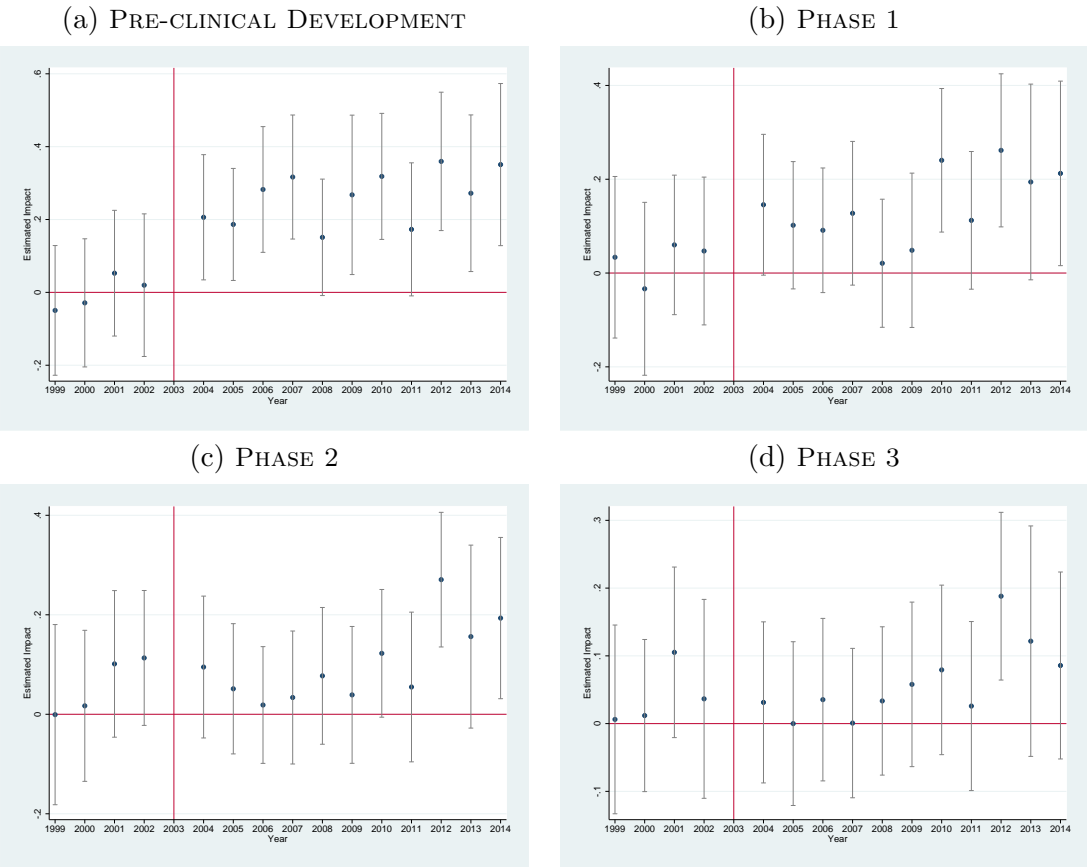 (a) Pre-clinical Development
Estimated Impact
.6
.4
.2
0
-.2
1999 2000 2001 2002 2003 2004 2005 2006 2007 2008 2009 2010 2011 2012 2013 2014
Year
(b) Phase 1
Estimated Impact
.4
.2
0
-.2
1999 2000 2001 2002 2003 2004 2005 2006 2007 2008 2009 2010 2011 2012 2013 2014
Year
(c) Phase 2
Estimated Impact
.4
.2
0
-.2
1999 2000 2001 2002 2003 2004 2005 2006 2007 2008 2009 2010 2011 2012 2013 2014
Year
(d) Phase 3
Estimated Impact
.3
.2
.1
0
-.1
1999 2000 2001 2002 2003 2004 2005 2006 2007 2008 2009 2010 2011 2012 2013 2014
Year